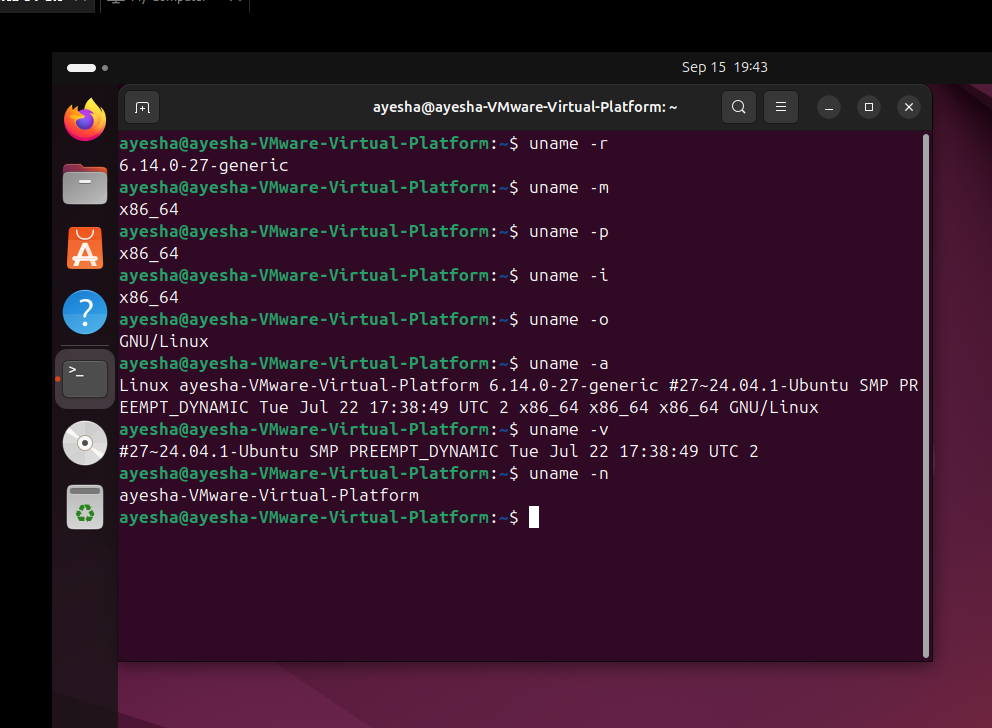 Sep 15 19:43
ayesha@ayesha-VMware-Virtual-Platform: ~
ayesha@ayesha-VMware-Virtual-Platform:~$ uname -r
6.14.0-27-generic
ayesha@ayesha-VMware-Virtual-Platform:~$ uname -m
x86_64
ayesha@ayesha-VMware-Virtual-Platform:~$ uname -p
x86_64
ayesha@ayesha-VMware-Virtual-Platform:~$ uname -i
x86_64
ayesha@ayesha-VMware-Virtual-Platform:~$ uname -o
GNU/Linux
ayesha@ayesha-VMware-Virtual-Platform:~$ uname -a
Linux ayesha-VMware-Virtual-Platform 6.14.0-27-generic #27~24.04.1-Ubuntu SMP PR
EEMPT_DYNAMIC Tue Jul 22 17:38:49 UTC 2 x86_64 x86_64 x86_64 GNU/Linux
ayesha@ayesha-VMware-Virtual-Platform:~$ uname -v
#27~24.04.1-Ubuntu SMP PREEMPT_DYNAMIC Tue Jul 22 17:38:49 UTC 2
ayesha@ayesha-VMware-Virtual-Platform:~$ uname -n
ayesha-VMware-Virtual-Platform
ayesha@ayesha-VMware-Virtual-Platform:~$